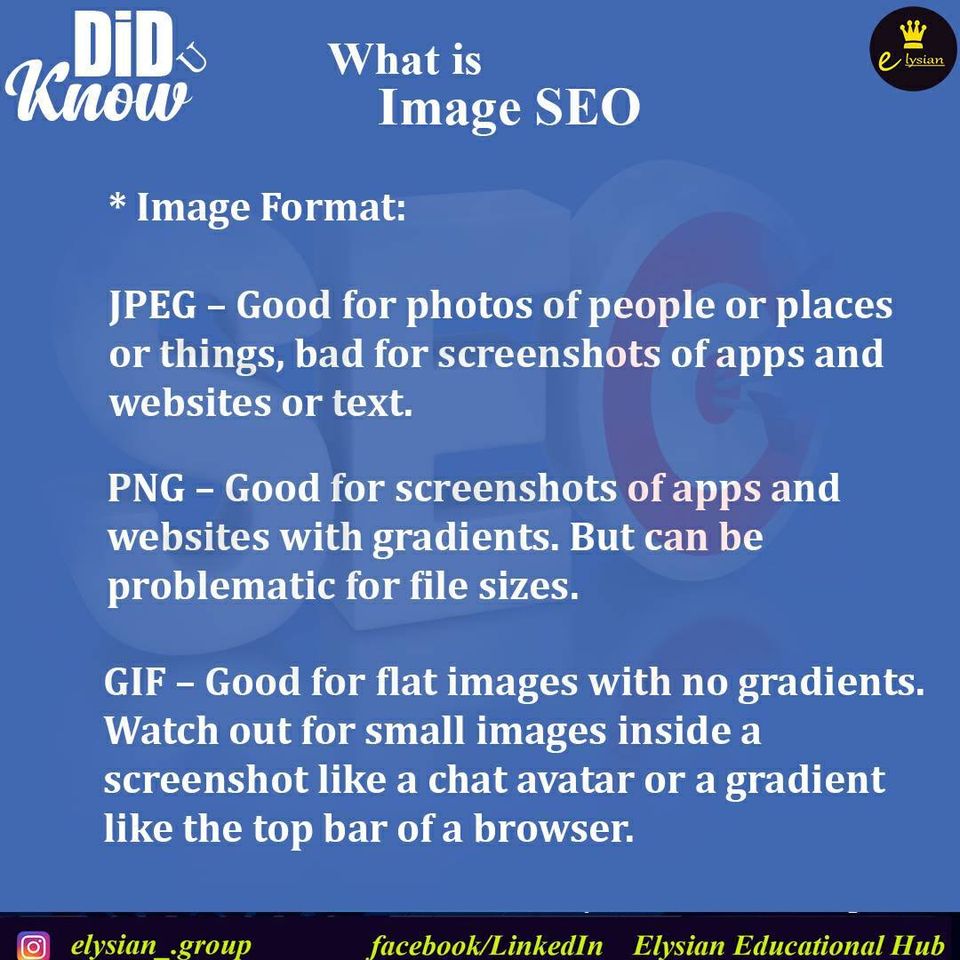 DiD U
Know
What is
Image SEO
e lysian
* Image Format:
JPEG – Good for photos of people or places
or things, bad for screenshots of apps and
websites or text.
PNG – Good for screenshots of apps and
websites with gradients. But can be
problematic for file sizes.
GIF – Good for flat images with no gradients.
Watch out for small images inside a
screenshot like a chat avatar or a gradient
like the top bar of a browser.
SEO
elysian_.group facebook/LinkedIn Elysian Educational Hub